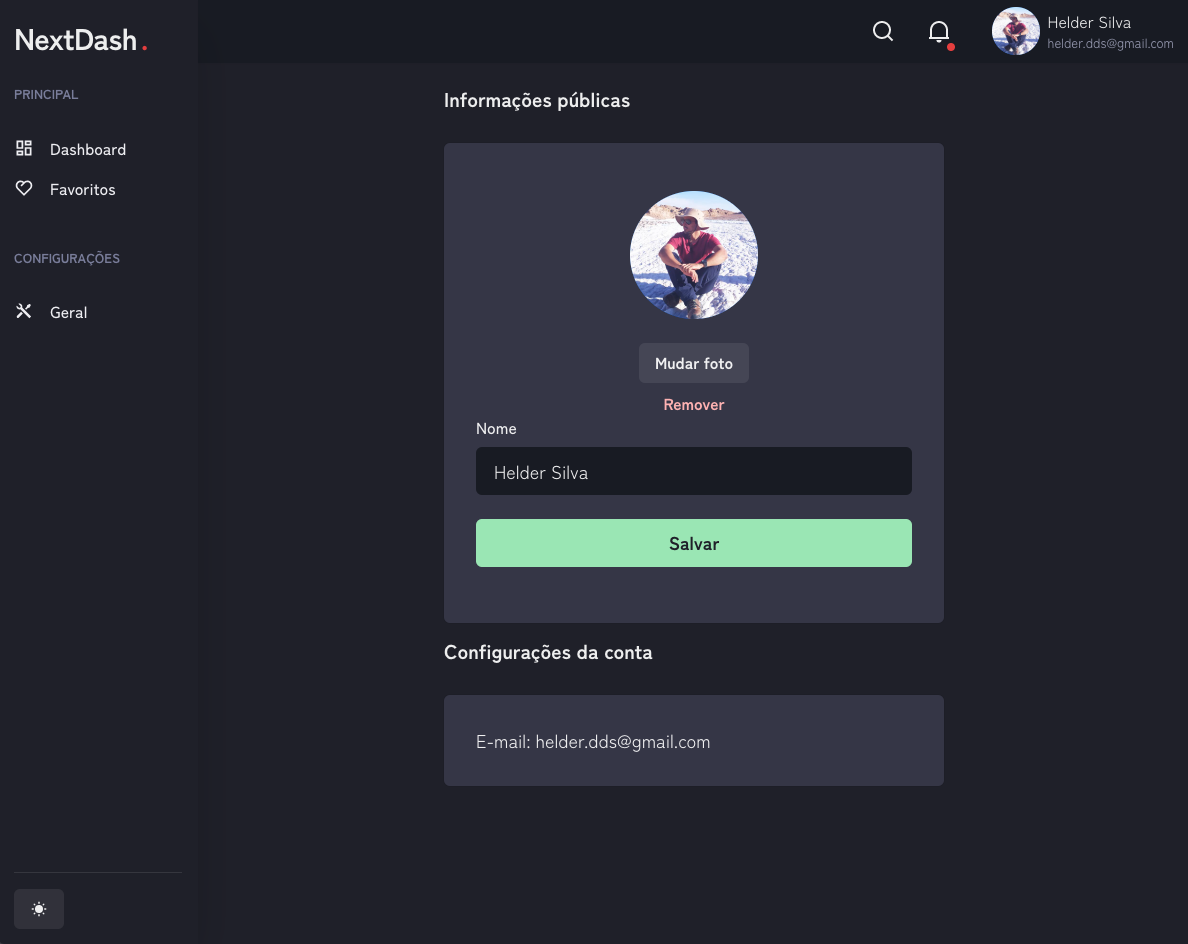 NextDash.
PRINCIPAL
Dashboard
Favoritos
CONFIGURAÇÕES
Geral
Helder Silva
helder.dds@gmail.com
Informações públicas
Mudar foto
Remover
Nome
Helder Silva
Salvar
Configurações da conta
E-mail: helder.dds@gmail.com